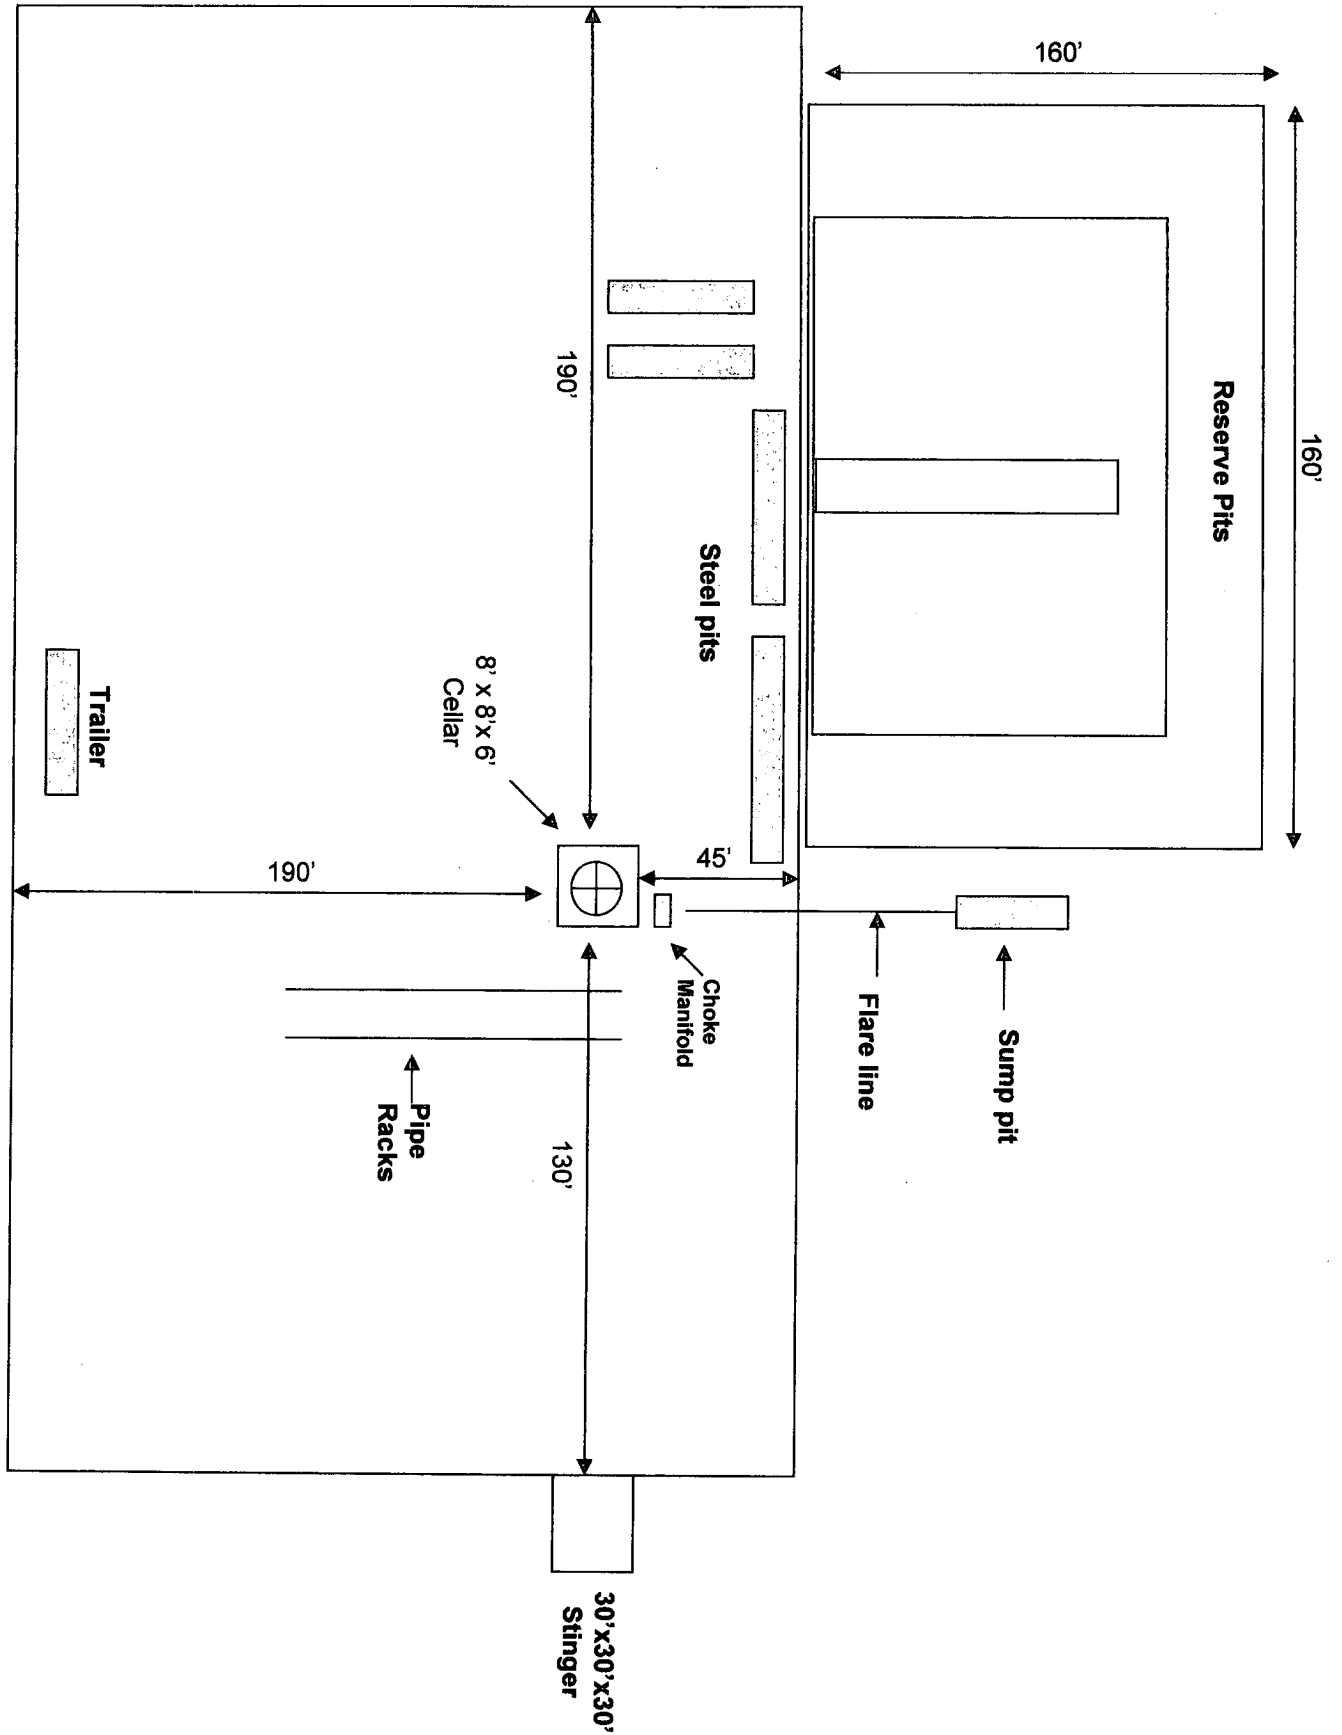 160’
160’
Reserve Pits
190’
Steel pits
8’ x 8’x 6’
Cellar
Trailer
45’
190’
Choke
Manifold
Flare line
Sump pit
Pipe
Racks
130’
30’x30’x30’
Stinger